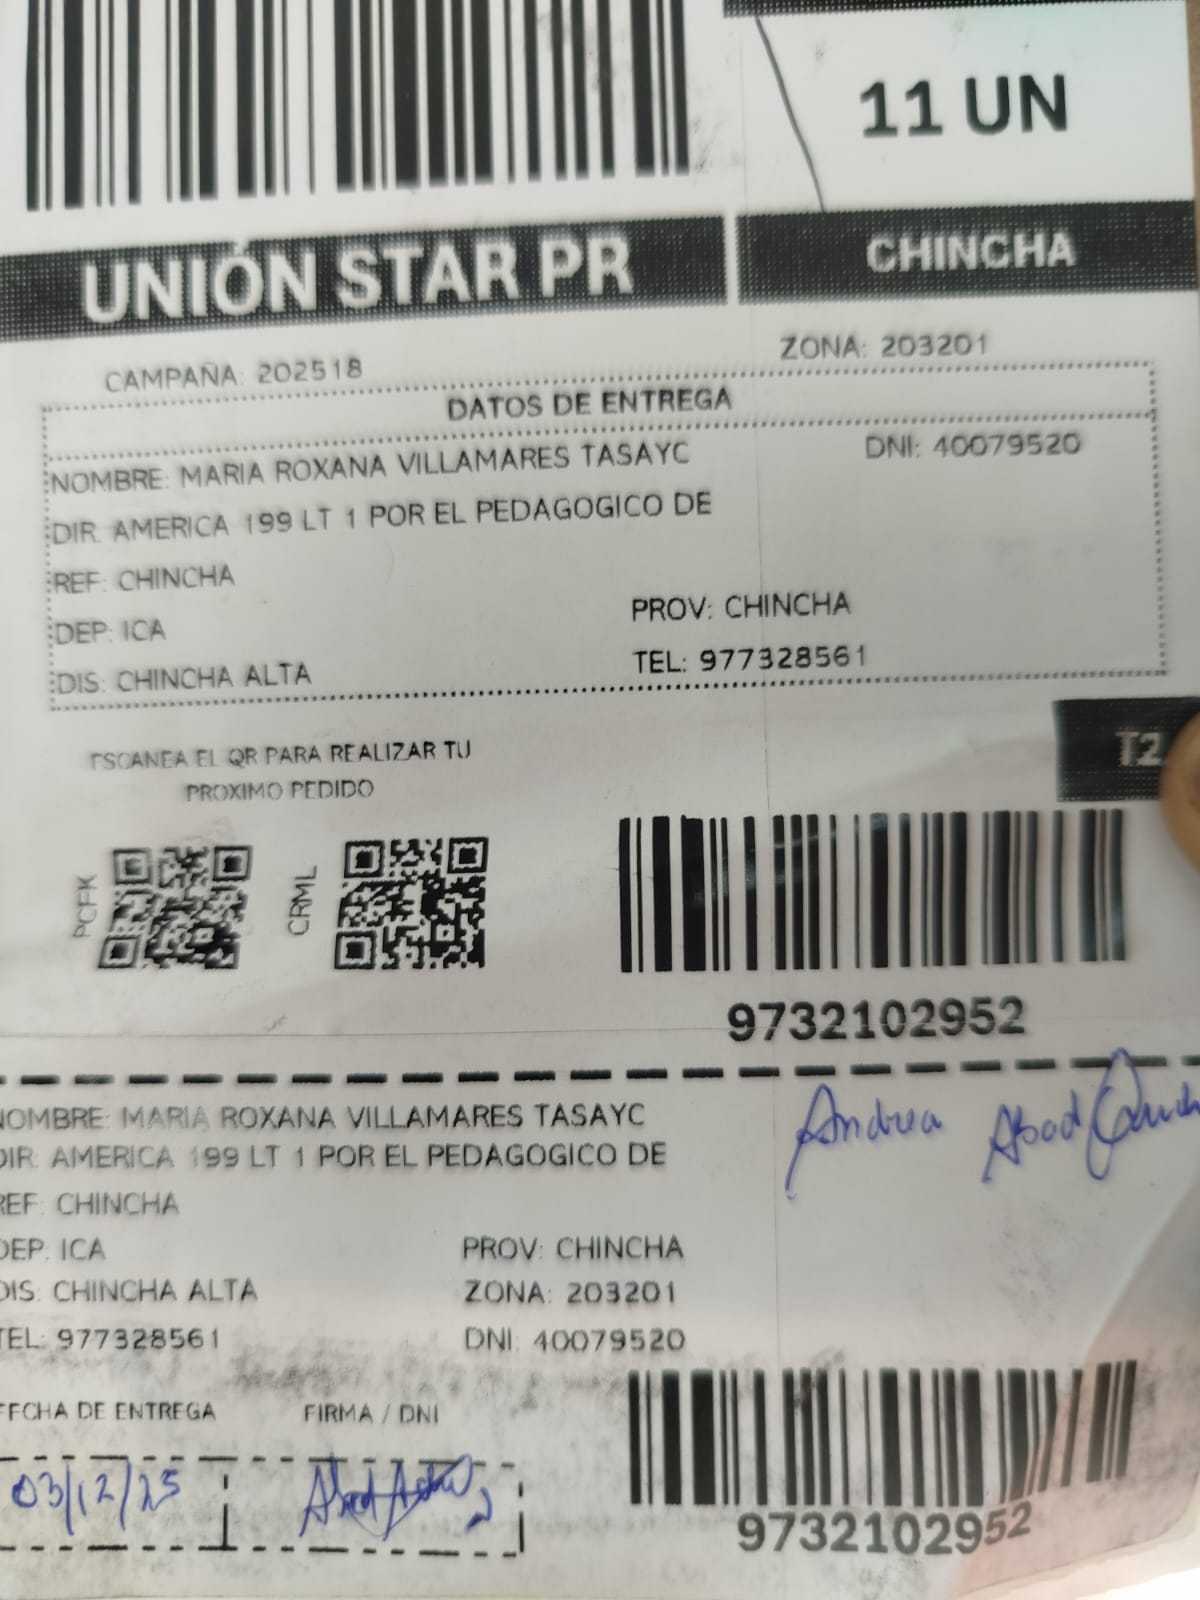 11 UN
UNIÓN STAR PR
CHINCHA
CAMPAÑA: 202518
ZONA: 203201
DATOS DE ENTREGA
NOMBRE: MARIA ROXANA VILLAMARES TASAYC
DNI: 40079520
DIR. AMERICA 199 LT 1 POR EL PEDAGOGICO DE
REF: CHINCHA
DEP: ICA
PROV: CHINCHA
DIS: CHINCHA ALTA
TEL: 977328561
T2
ESCANEA EL QR PARA REALIZAR TU
PROXIMO PEDIDO
PCFK
CRML
9732102952
Andrea Abad
NOMBRE: MARIA ROXANA VILLAMARES TASAYC
DIR. AMERICA 199 LT 1 POR EL PEDAGOGICO DE
REF: CHINCHA
DEP: ICA
PROV: CHINCHA
DIS: CHINCHA ALTA
ZONA: 203201
TEL: 977328561
DNI: 40079520
FECHA DE ENTREGA
FIRMA / DNI
03/12/25
9732102952